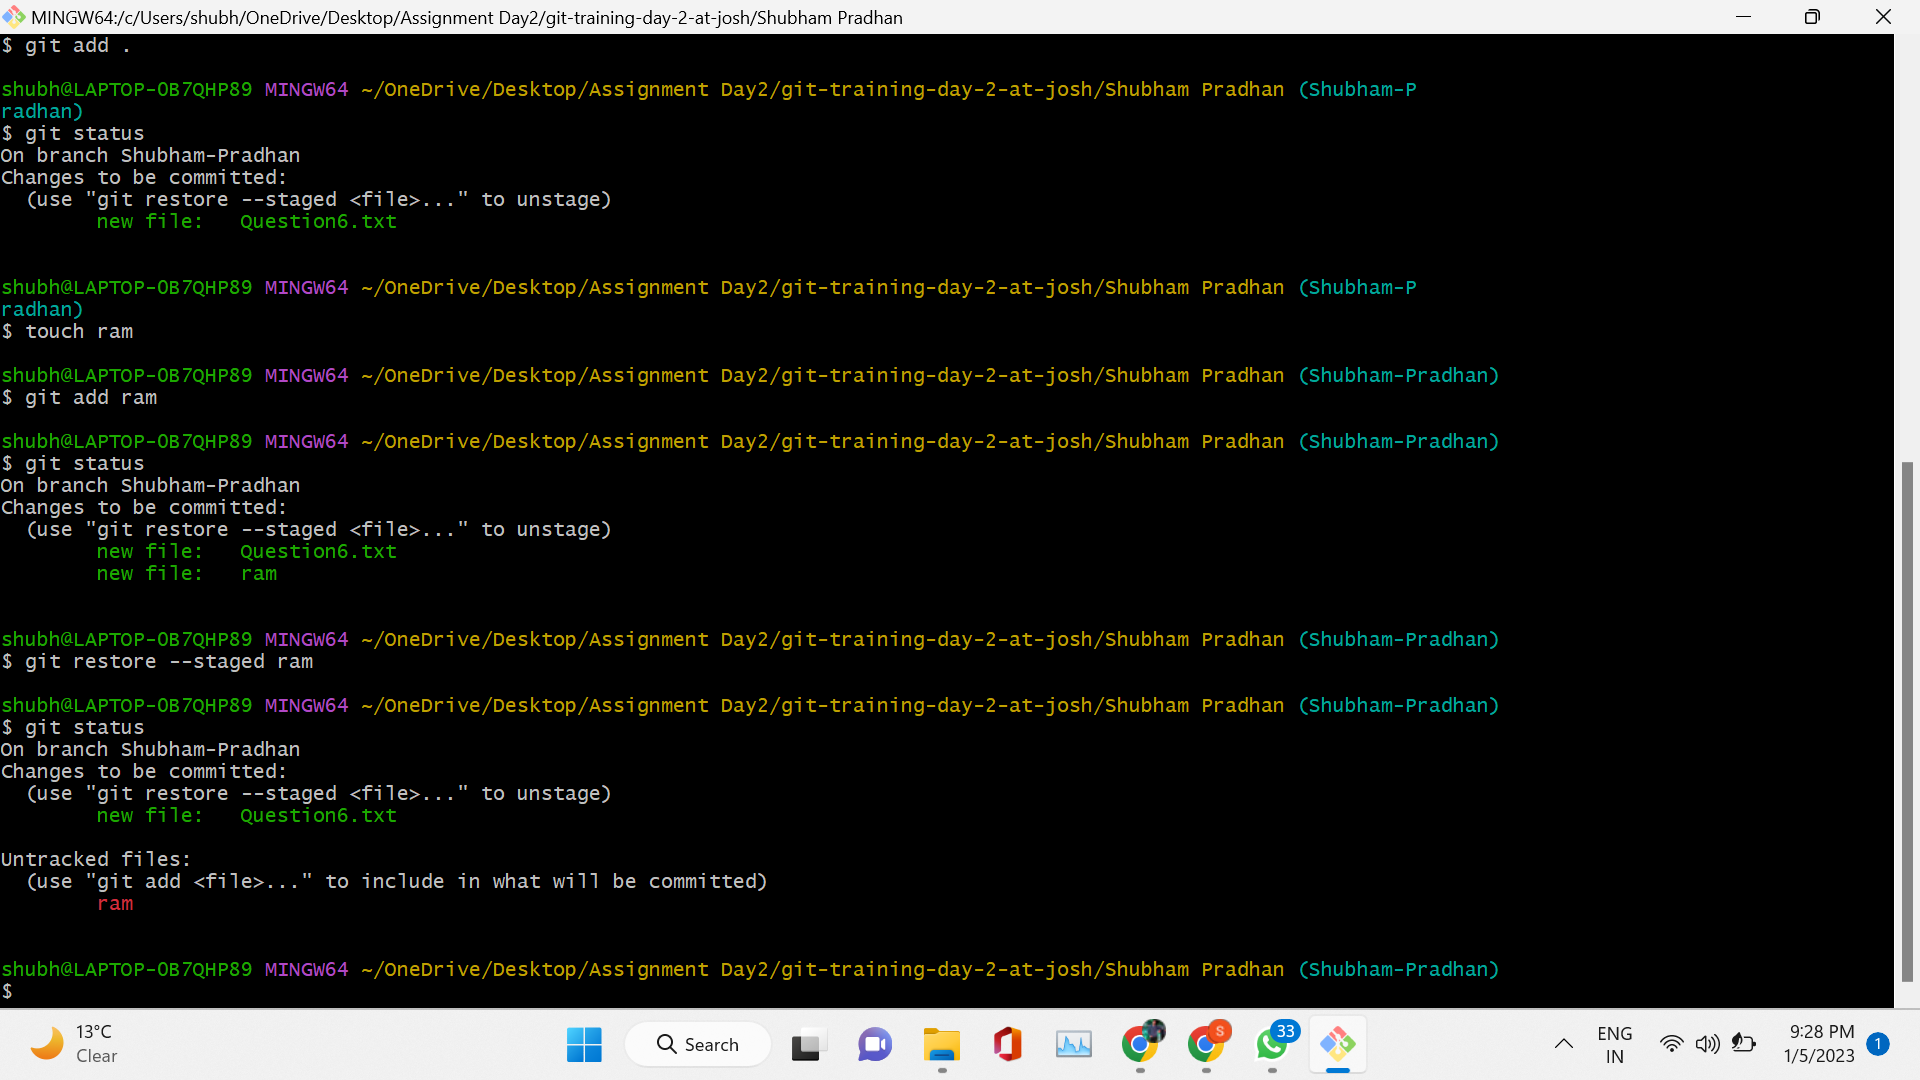 MINGW64:/c/Users/shubh/OneDrive/Desktop/Assignment Day2/git-training-day-2-at-josh/Shubham Pradhan
$ git add .
shubh@LAPTOP-0B7QHP89 MINGW64 ~/OneDrive/Desktop/Assignment Day2/git-training-day-2-at-josh/Shubham Pradhan (Shubham-P
radhan)
$ git status
On branch Shubham-Pradhan
Changes to be committed:
  (use "git restore --staged <file>..." to unstage)
        new file:   Question6.txt
shubh@LAPTOP-0B7QHP89 MINGW64 ~/OneDrive/Desktop/Assignment Day2/git-training-day-2-at-josh/Shubham Pradhan (Shubham-P
radhan)
$ touch ram
shubh@LAPTOP-0B7QHP89 MINGW64 ~/OneDrive/Desktop/Assignment Day2/git-training-day-2-at-josh/Shubham Pradhan (Shubham-Pradhan)
$ git add ram
shubh@LAPTOP-0B7QHP89 MINGW64 ~/OneDrive/Desktop/Assignment Day2/git-training-day-2-at-josh/Shubham Pradhan (Shubham-Pradhan)
$ git status
On branch Shubham-Pradhan
Changes to be committed:
  (use "git restore --staged <file>..." to unstage)
        new file:   Question6.txt
        new file:   ram
shubh@LAPTOP-0B7QHP89 MINGW64 ~/OneDrive/Desktop/Assignment Day2/git-training-day-2-at-josh/Shubham Pradhan (Shubham-Pradhan)
$ git restore --staged ram
shubh@LAPTOP-0B7QHP89 MINGW64 ~/OneDrive/Desktop/Assignment Day2/git-training-day-2-at-josh/Shubham Pradhan (Shubham-Pradhan)
$ git status
On branch Shubham-Pradhan
Changes to be committed:
  (use "git restore --staged <file>..." to unstage)
        new file:   Question6.txt
Untracked files:
  (use "git add <file>..." to include in what will be committed)
        ram
shubh@LAPTOP-0B7QHP89 MINGW64 ~/OneDrive/Desktop/Assignment Day2/git-training-day-2-at-josh/Shubham Pradhan (Shubham-Pradhan)
$
13°C
Clear
Search
S
33
ENG
IN
9:28 PM
1/5/2023
1